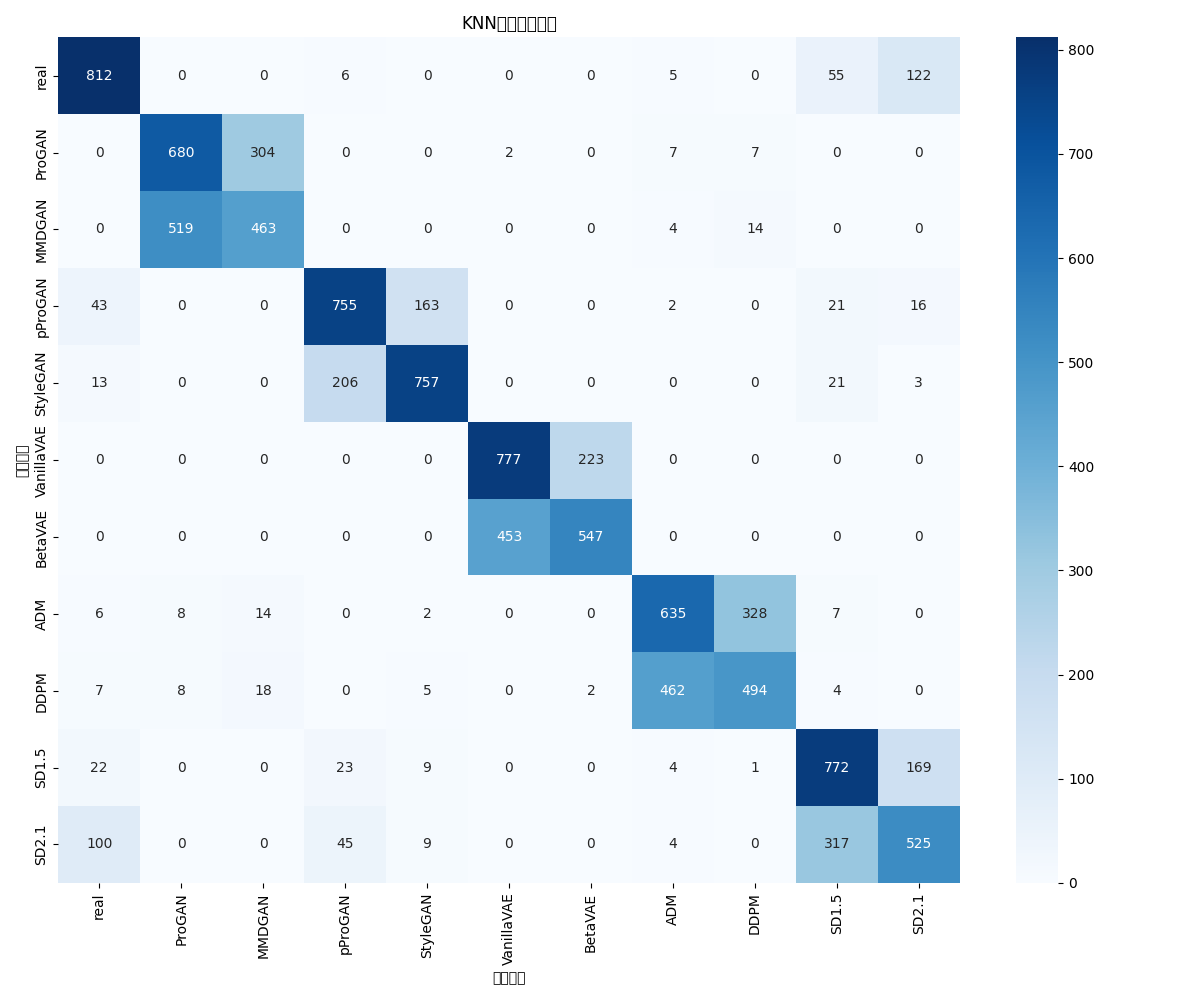 KNN
real 812 0 0 6 0 0 0 5 0 55 122
ProGAN 0 680 304 0 0 2 0 7 7 0 0
MMDGAN 0 519 463 0 0 0 0 4 14 0 0
pProGAN 43 0 0 755 163 0 0 2 0 21 16
StyleGAN 13 0 0 206 757 0 0 0 0 21 3
VanillaVAE 0 0 0 0 0 777 223 0 0 0 0
BetaVAE 0 0 0 0 0 453 547 0 0 0 0
ADM 6 8 14 0 2 0 0 635 328 7 0
DDPM 7 8 18 0 5 0 2 462 494 4 0
SD1.5 22 0 0 23 9 0 0 4 1 772 169
SD2.1 100 0 0 45 9 0 0 4 0 317 525
real ProGAN MMDGAN pProGAN StyleGAN VanillaVAE BetaVAE ADM DDPM SD1.5 SD2.1
800
700
600
500
400
300
200
100
0